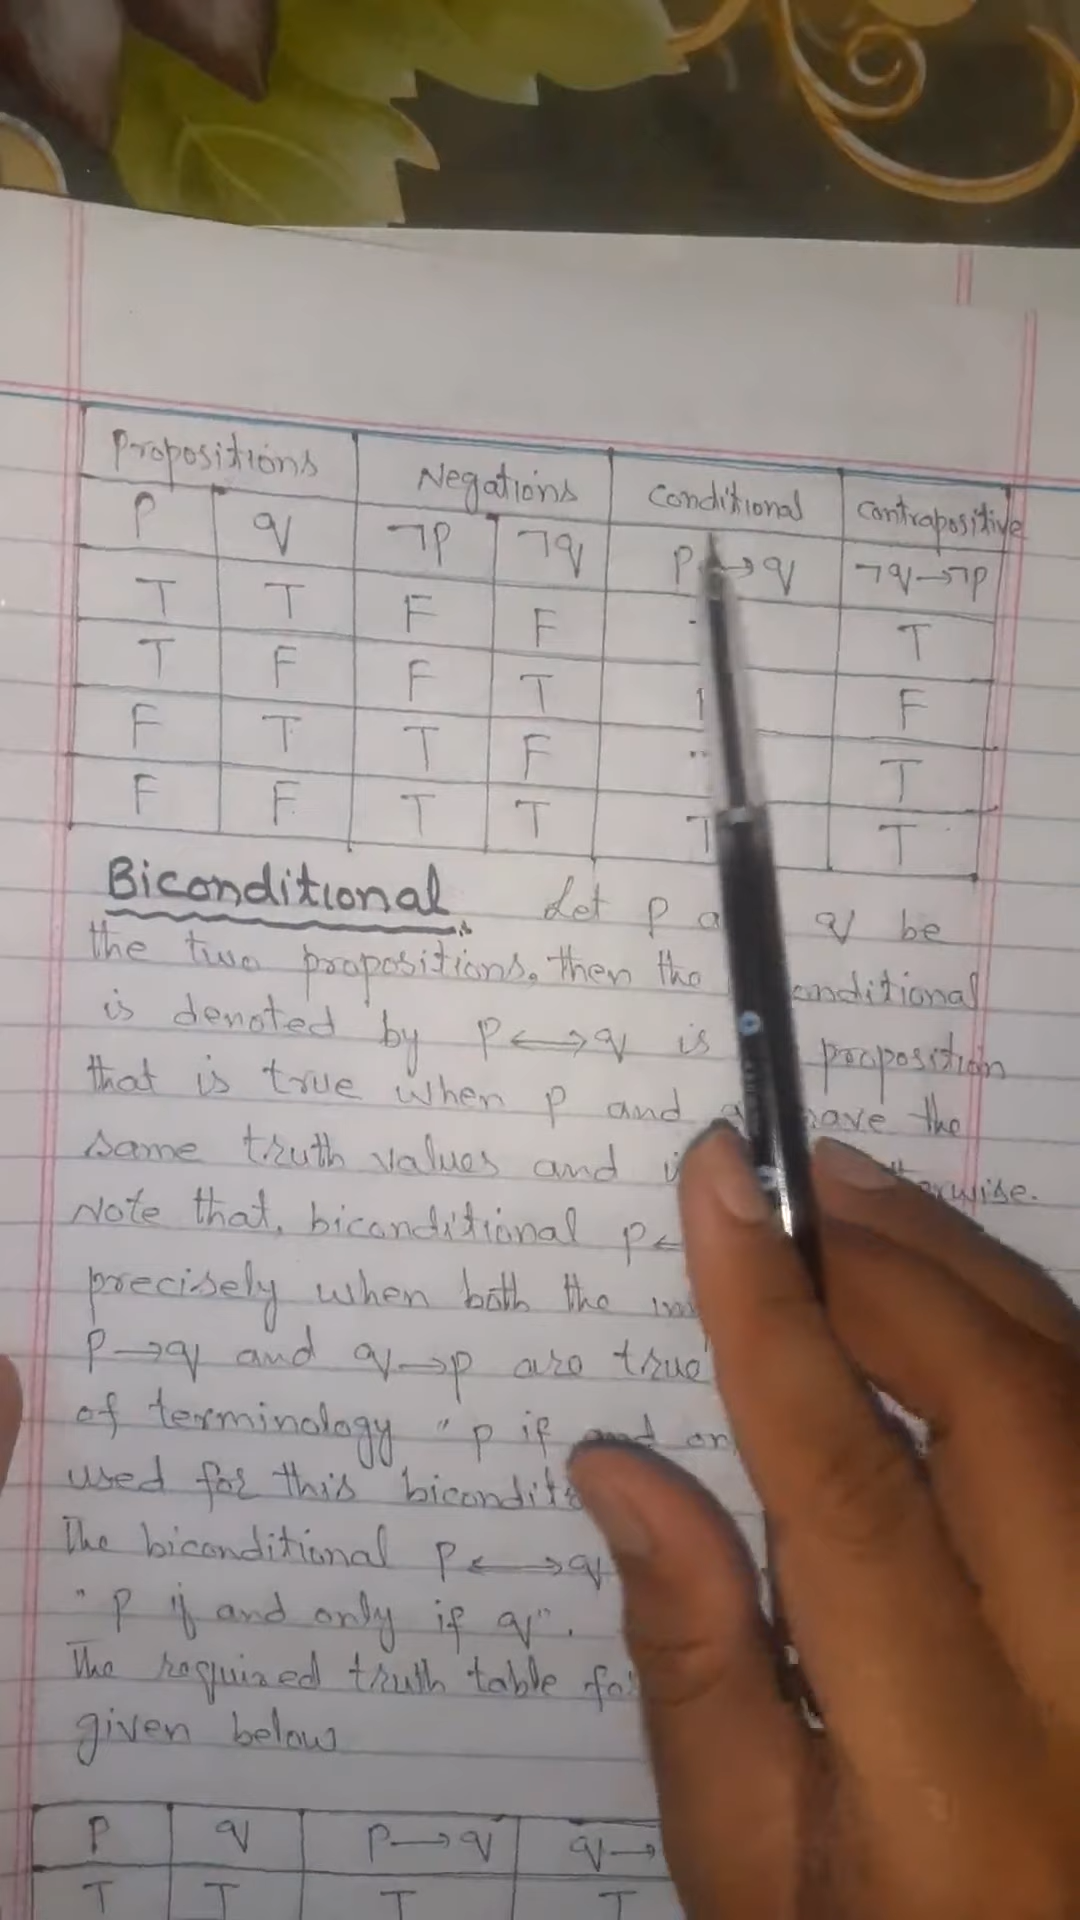 Propositions Negations Conditional Contrapositive
P q ¬P ¬q P → q ¬q → ¬p
T T F F T
T F F T F
F T T F T
F F T T T T
Biconditional. Let p q be
the two propositions, then the
is denoted by P ↔ q is proposition
that is true when p and have the
same truth values and
Note that, biconditional p
precisely when both the
P → q and q → p are true
of terminology "p if and
used for this
The biconditional P ↔ q
"P if and only if q".
The required truth table
given below
P q P → q q →
T T T T